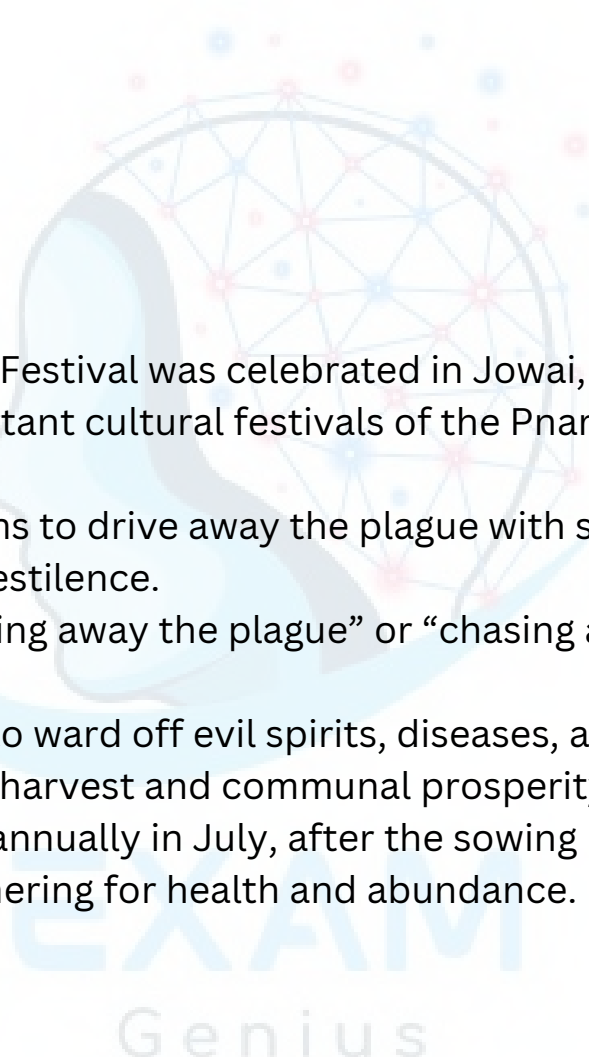 Festival was celebrated in Jowai,
tant cultural festivals of the Pnar
ns to drive away the plague with s
estilence.
ing away the plague” or “chasing a
o ward off evil spirits, diseases, a
harvest and communal prosperity
annually in July, after the sowing
ering for health and abundance.
EXAM
Genius